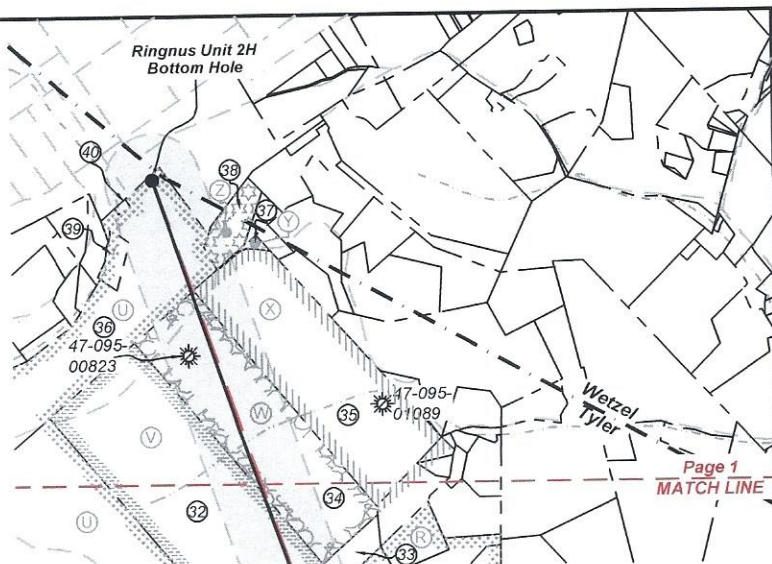 Ringnus Unit 2H
Bottom Hole
40
38
Z
37
Y
39
U
36
X
47-095-
00823
47-095-
01089
35
W
V
Wetzel
Tyler
Page 1
MATCH LINE
34
32
U
R
33